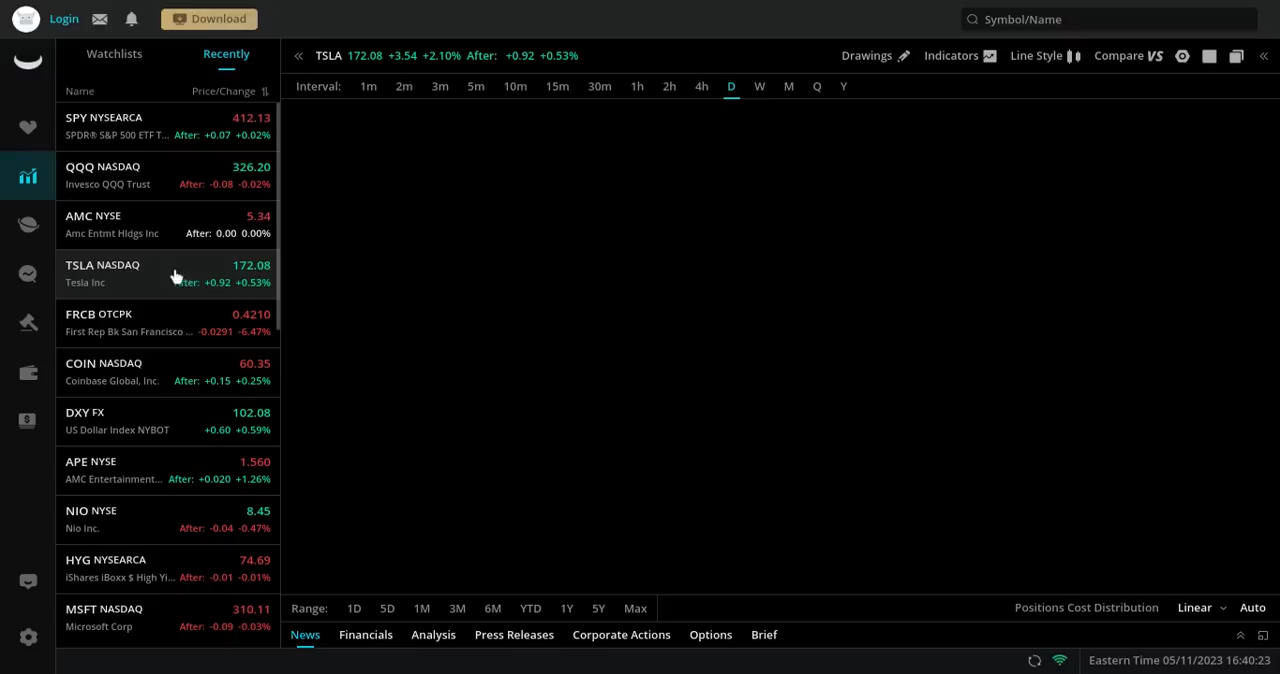 Login
Download
Symbol/Name
Watchlists
Recently
TSLA 172.08 +3.54 +2.10% After: +0.92 +0.53%
Drawings
Indicators
Line Style
Compare VS
Name
Price/Change
Interval: 1m 2m 3m 5m 10m 15m 30m 1h 2h 4h D W M Q Y
SPY NYSEARCA 412.13
SPDR® S&P 500 ETF T... After: +0.07 +0.02%
QQQ NASDAQ 326.20
Invesco QQQ Trust After: -0.08 -0.02%
AMC NYSE 5.34
Amc Entmt Hldgs Inc After: 0.00 0.00%
TSLA NASDAQ 172.08
Tesla Inc After: +0.92 +0.53%
FRCB OTCPK 0.4210
First Rep Bk San Francisco ... -0.0291 -6.47%
COIN NASDAQ 60.35
Coinbase Global, Inc. After: +0.15 +0.25%
DXY FX 102.08
US Dollar Index NYBOT +0.60 +0.59%
APE NYSE 1.560
AMC Entertainment... After: +0.020 +1.26%
NIO NYSE 8.45
Nio Inc. After: -0.04 -0.47%
HYG NYSEARCA 74.69
iShares iBoxx $ High Yi... After: -0.01 -0.01%
MSFT NASDAQ 310.11
Microsoft Corp After: -0.09 -0.03%
Range: 1D 5D 1M 3M 6M YTD 1Y 5Y Max
Positions Cost Distribution Linear Auto
News Financials Analysis Press Releases Corporate Actions Options Brief
Eastern Time 05/11/2023 16:40:23